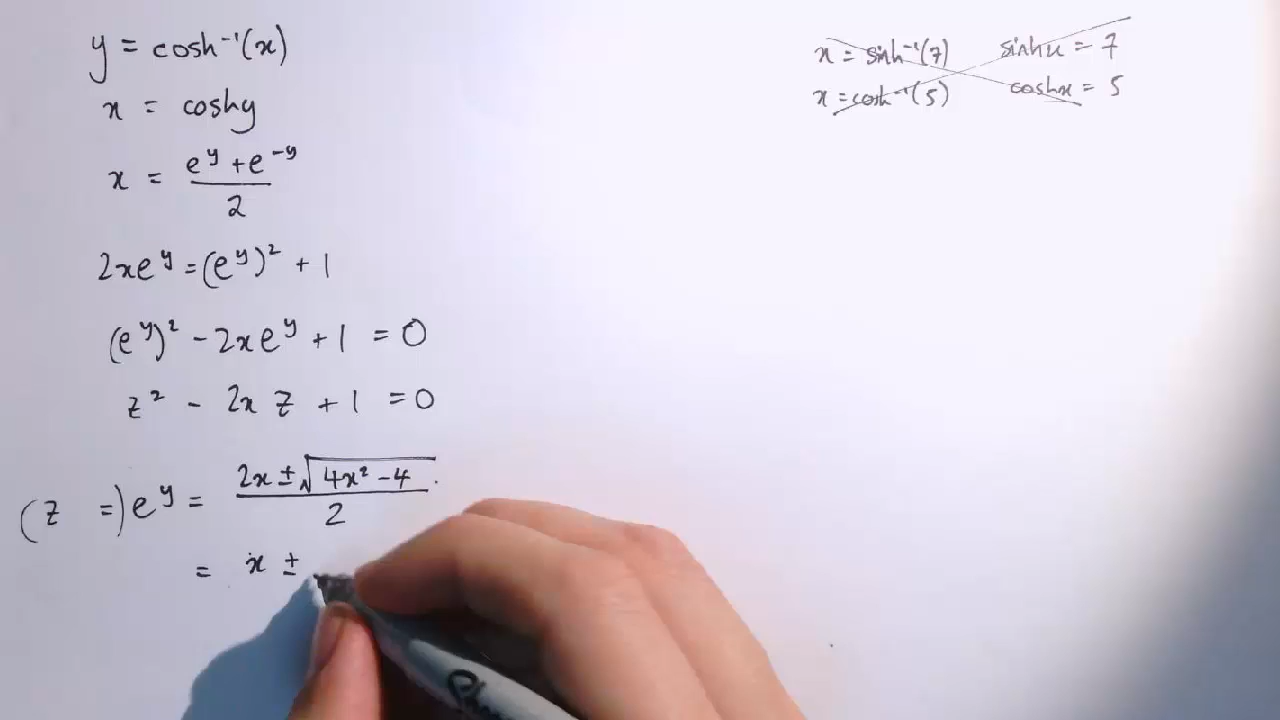 y = cosh⁻¹(x)
x = coshy
x = (e^y + e^-y)/2
2xe^y = (e^y)² + 1
(e^y)² - 2xe^y + 1 = 0
z² - 2x z + 1 = 0
(z =) e^y = (2x ± √(4x² - 4))/2
= x ±
x = sinh⁻¹(7) sinhx = 7
x = cosh⁻¹(5) coshx = 5